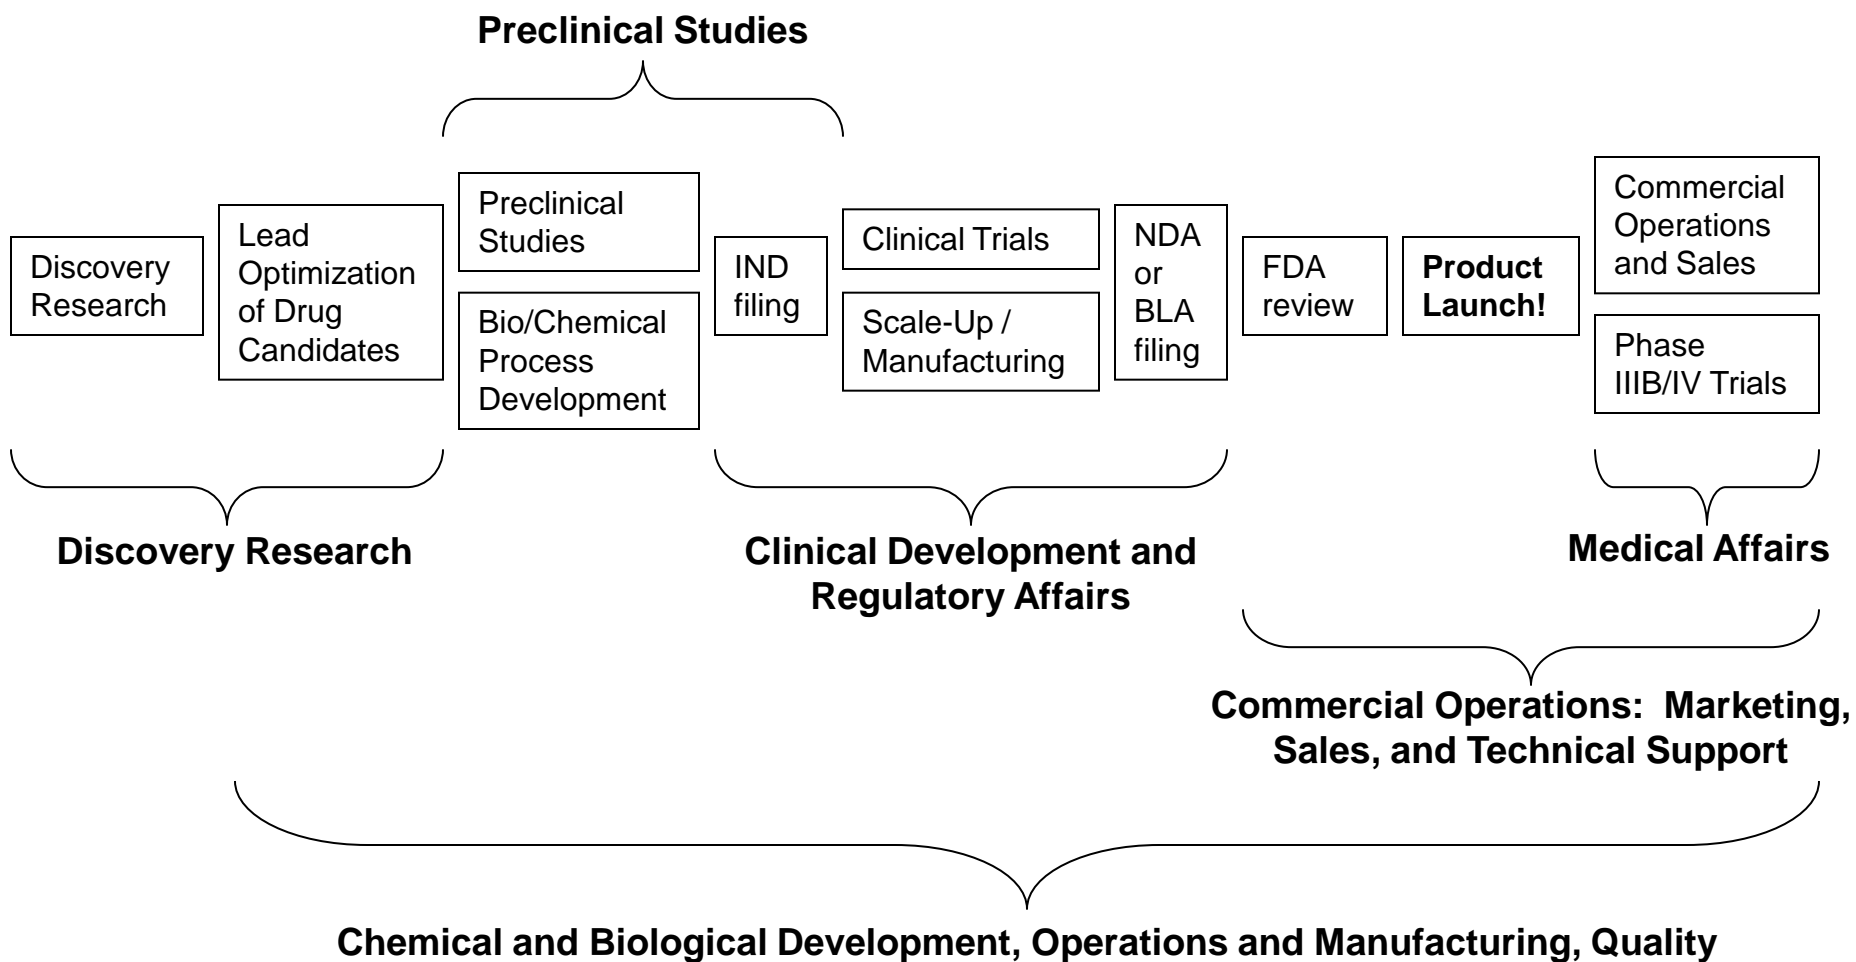 Preclinical Studies
Discovery
Research
Lead
Optimization
of Drug
Candidates
Preclinical
Studies
Bio/Chemical
Process
Development
IND
filing
Clinical Trials
Scale-Up /
Manufacturing
NDA
or
BLA
filing
FDA
review
Product
Launch!
Commercial
Operations
and Sales
Phase
IIIB/IV Trials
Discovery Research
Clinical Development and
Regulatory Affairs
Medical Affairs
Commercial Operations:  Marketing,
Sales, and Technical Support
Chemical and Biological Development, Operations and Manufacturing, Quality